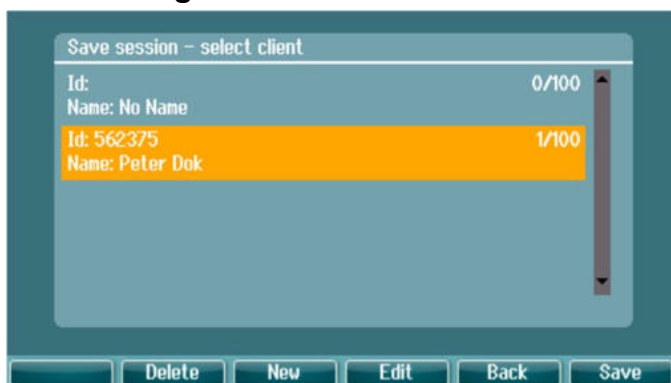 Save session - select client
Id: 0/100
Name: No Name
Id: 562375 1/100
Name: Peter Dok
Delete New Edit Back Save